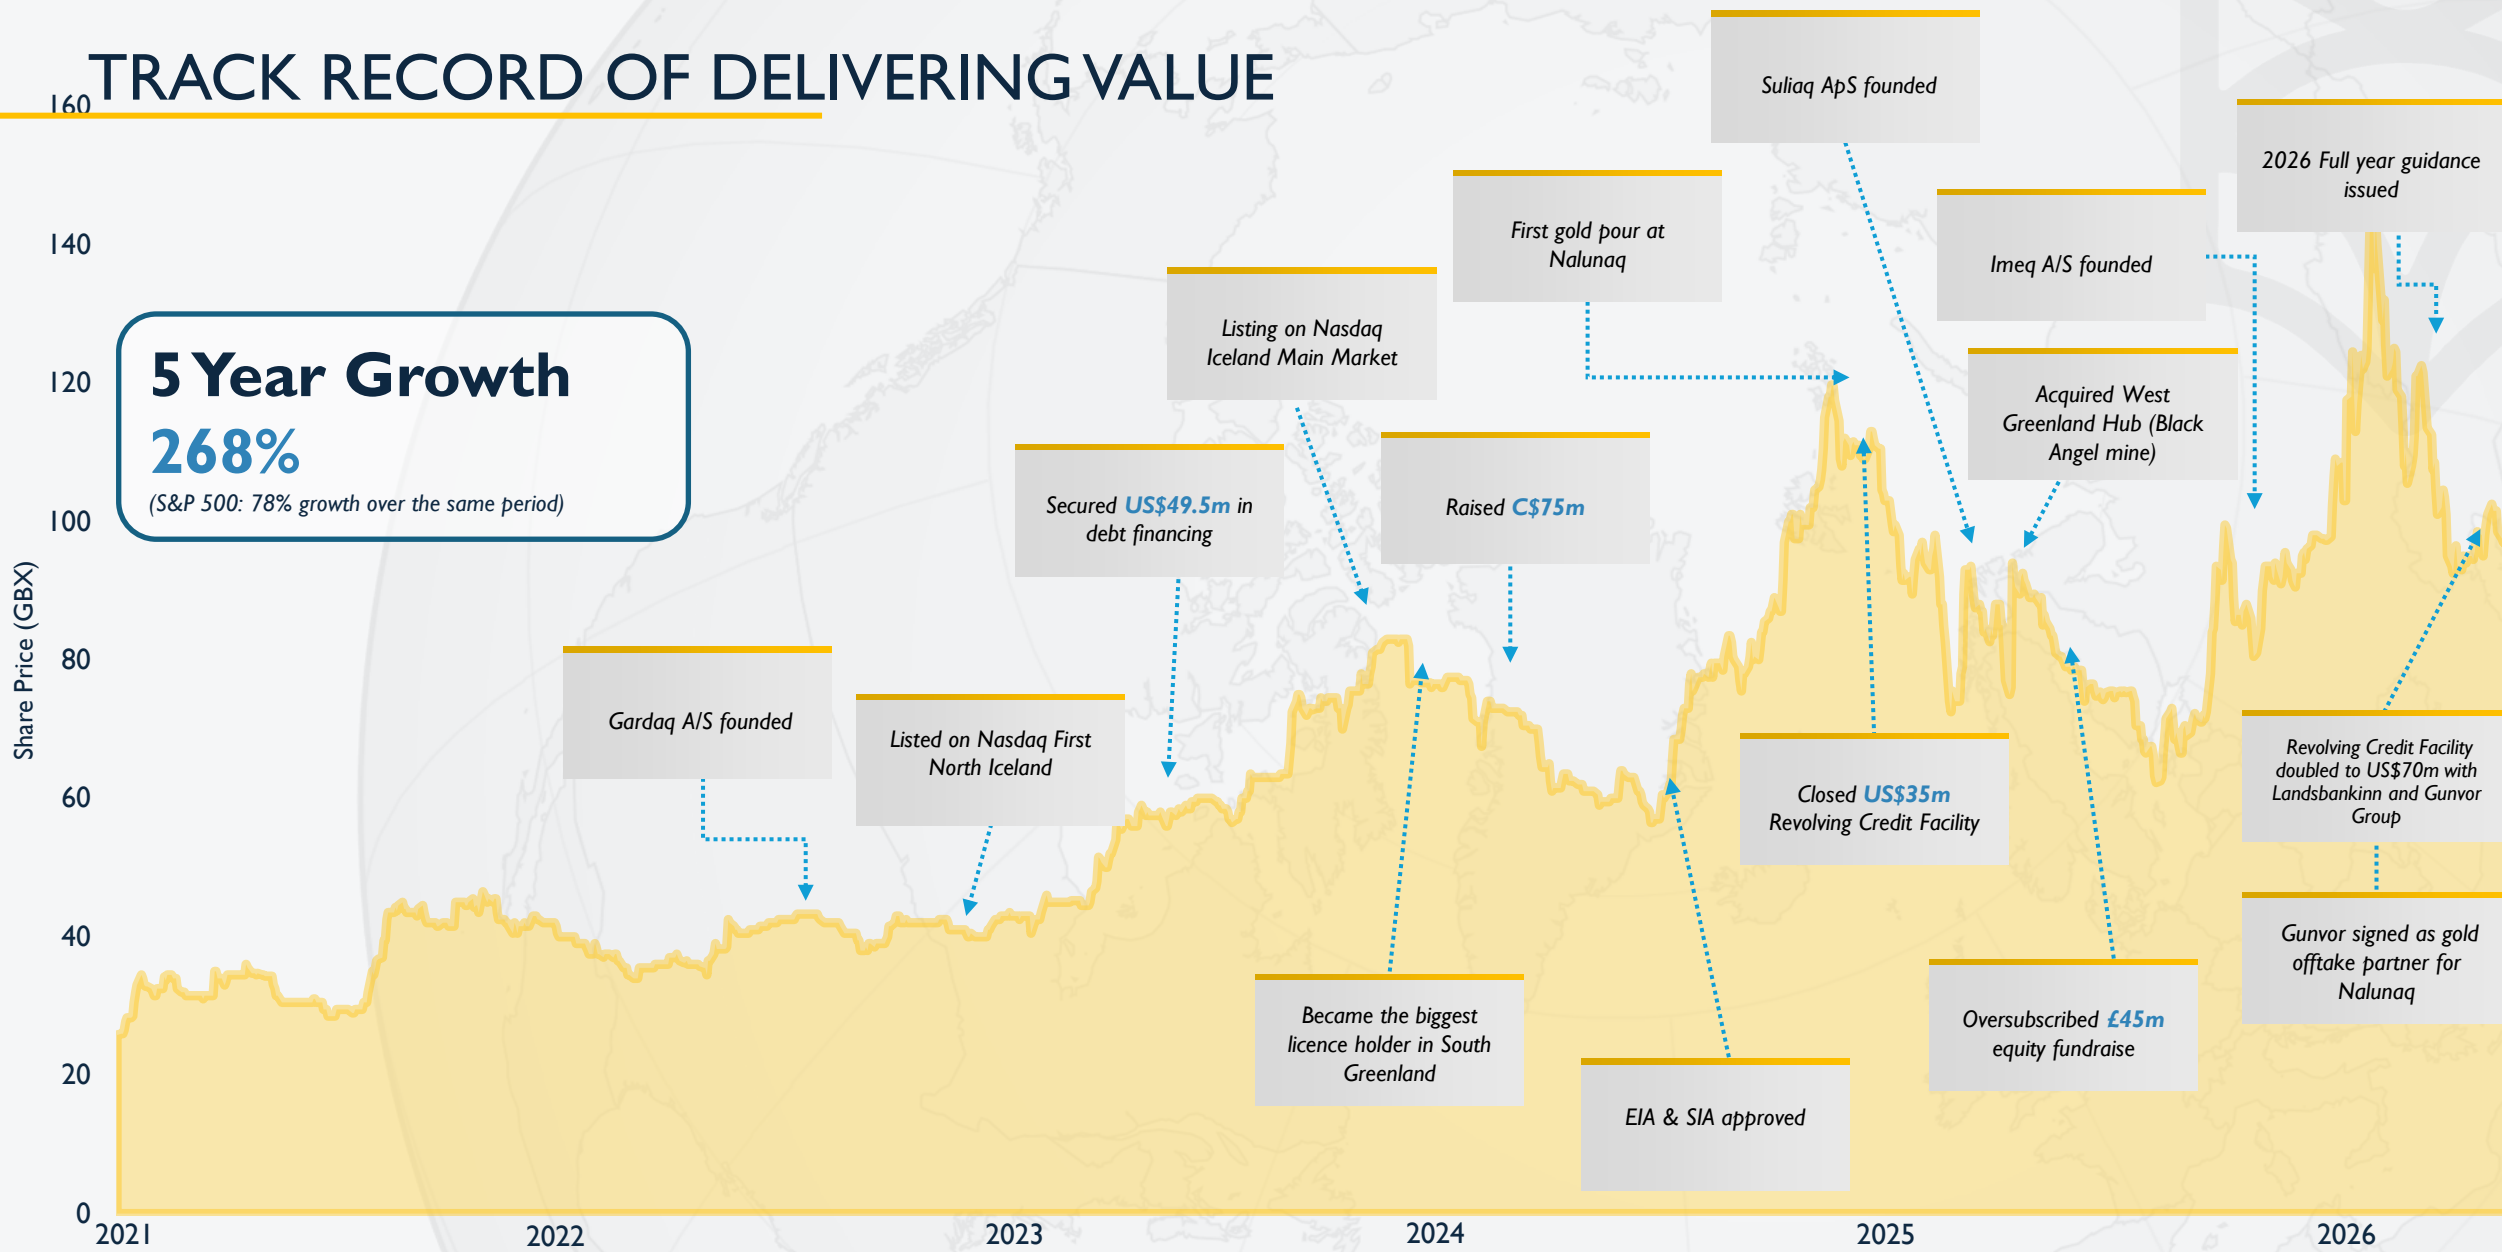 TRACK RECORD OF DELIVERING VALUE
160
140
120
100
80
60
40
20
0
Share Price (GBX)
5 Year Growth
268%
(S&P 500: 78% growth over the same period)
Gardaq A/S founded
Listed on Nasdaq First
North Iceland
Secured US$49.5m in
debt financing
Listing on Nasdaq
Iceland Main Market
Raised C$75m
First gold pour at
Nalunaq
Suliaq ApS founded
Imeq A/S founded
2026 Full year guidance
issued
Acquired West
Greenland Hub (Black
Angel mine)
Closed US$35m
Revolving Credit Facility
Revolving Credit Facility
doubled to US$70m with
Landsbankinn and Gunvor
Group
Gunvor signed as gold
offtake partner for
Nalunaq
Became the biggest
licence holder in South
Greenland
EIA & SIA approved
Oversubscribed £45m
equity fundraise
2021
2022
2023
2024
2025
2026